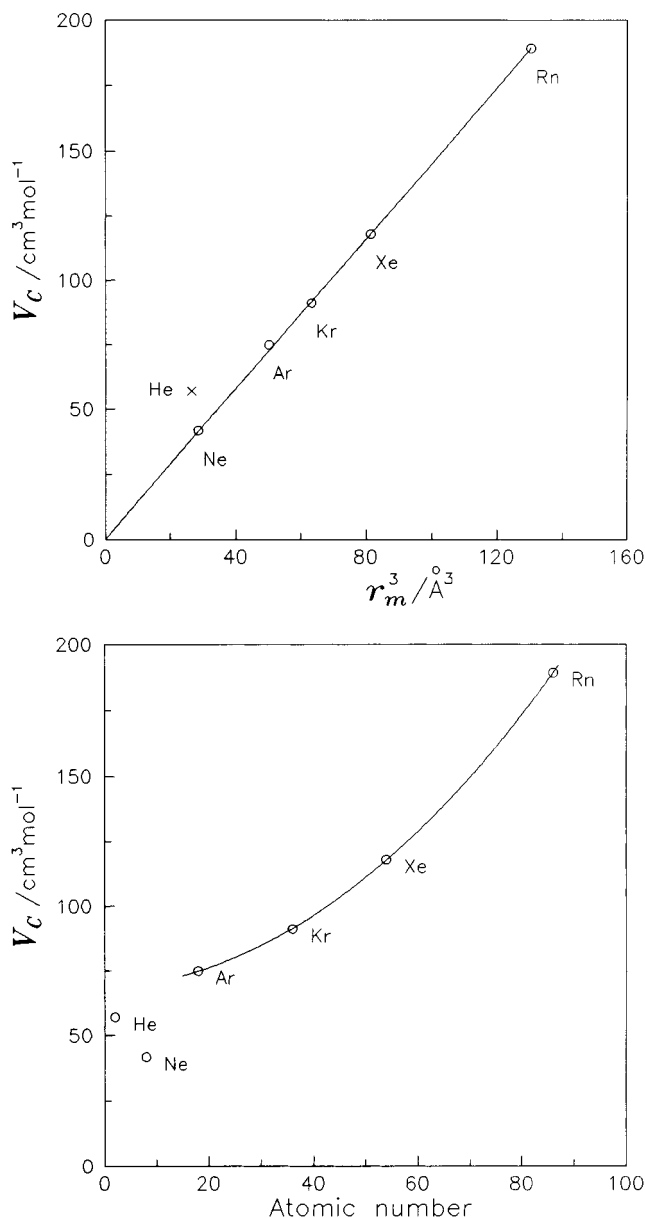 200
Rn
150
V_c /cm³mol⁻¹
Xe
100
Kr
Ar
He
50
Ne
0
0 40 80 120 160
r_m³/Å³
200
Rn
150
V_c /cm³mol⁻¹
Xe
100
Kr
Ar
50
He
Ne
0
0 20 40 60 80 100
Atomic number